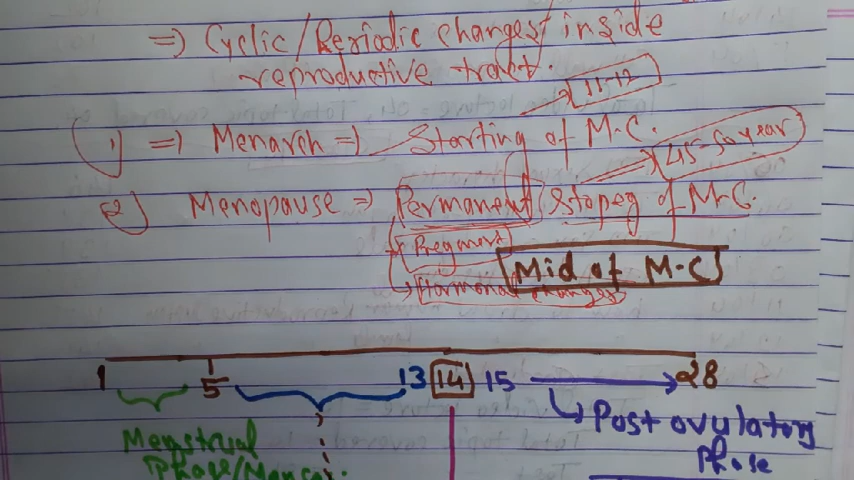 => Cyclic/Periodic changes inside
reproductive tract.
11-12
1) => Menarch => Starting of M.C.
45-50 year
2) Menopause => Permanent Stopeg of M.C.
Pregnent
Mid of M.C
Harmonal changes
1 5 13 14 15 28
Post ovulatory
Phase
Menstrual
Phase/Menses.